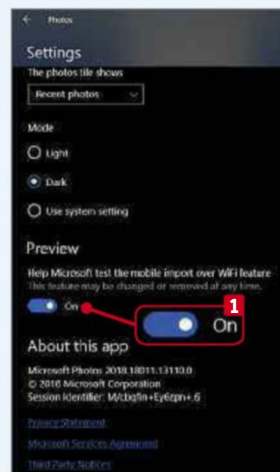 Photos
Settings
The photos tile shows
Recent photos
Mode
Light
Dark
Use system setting
Preview
Help Microsoft test the mobile import over WiFi feature
This feature may be changed or removed at any time.
On
1
On
About this app
Microsoft Photos 2018.18011.13110.0
© 2018 Microsoft Corporation
Session Identifier:
Privacy Statement
Microsoft Services Agreement
Third Party Notices